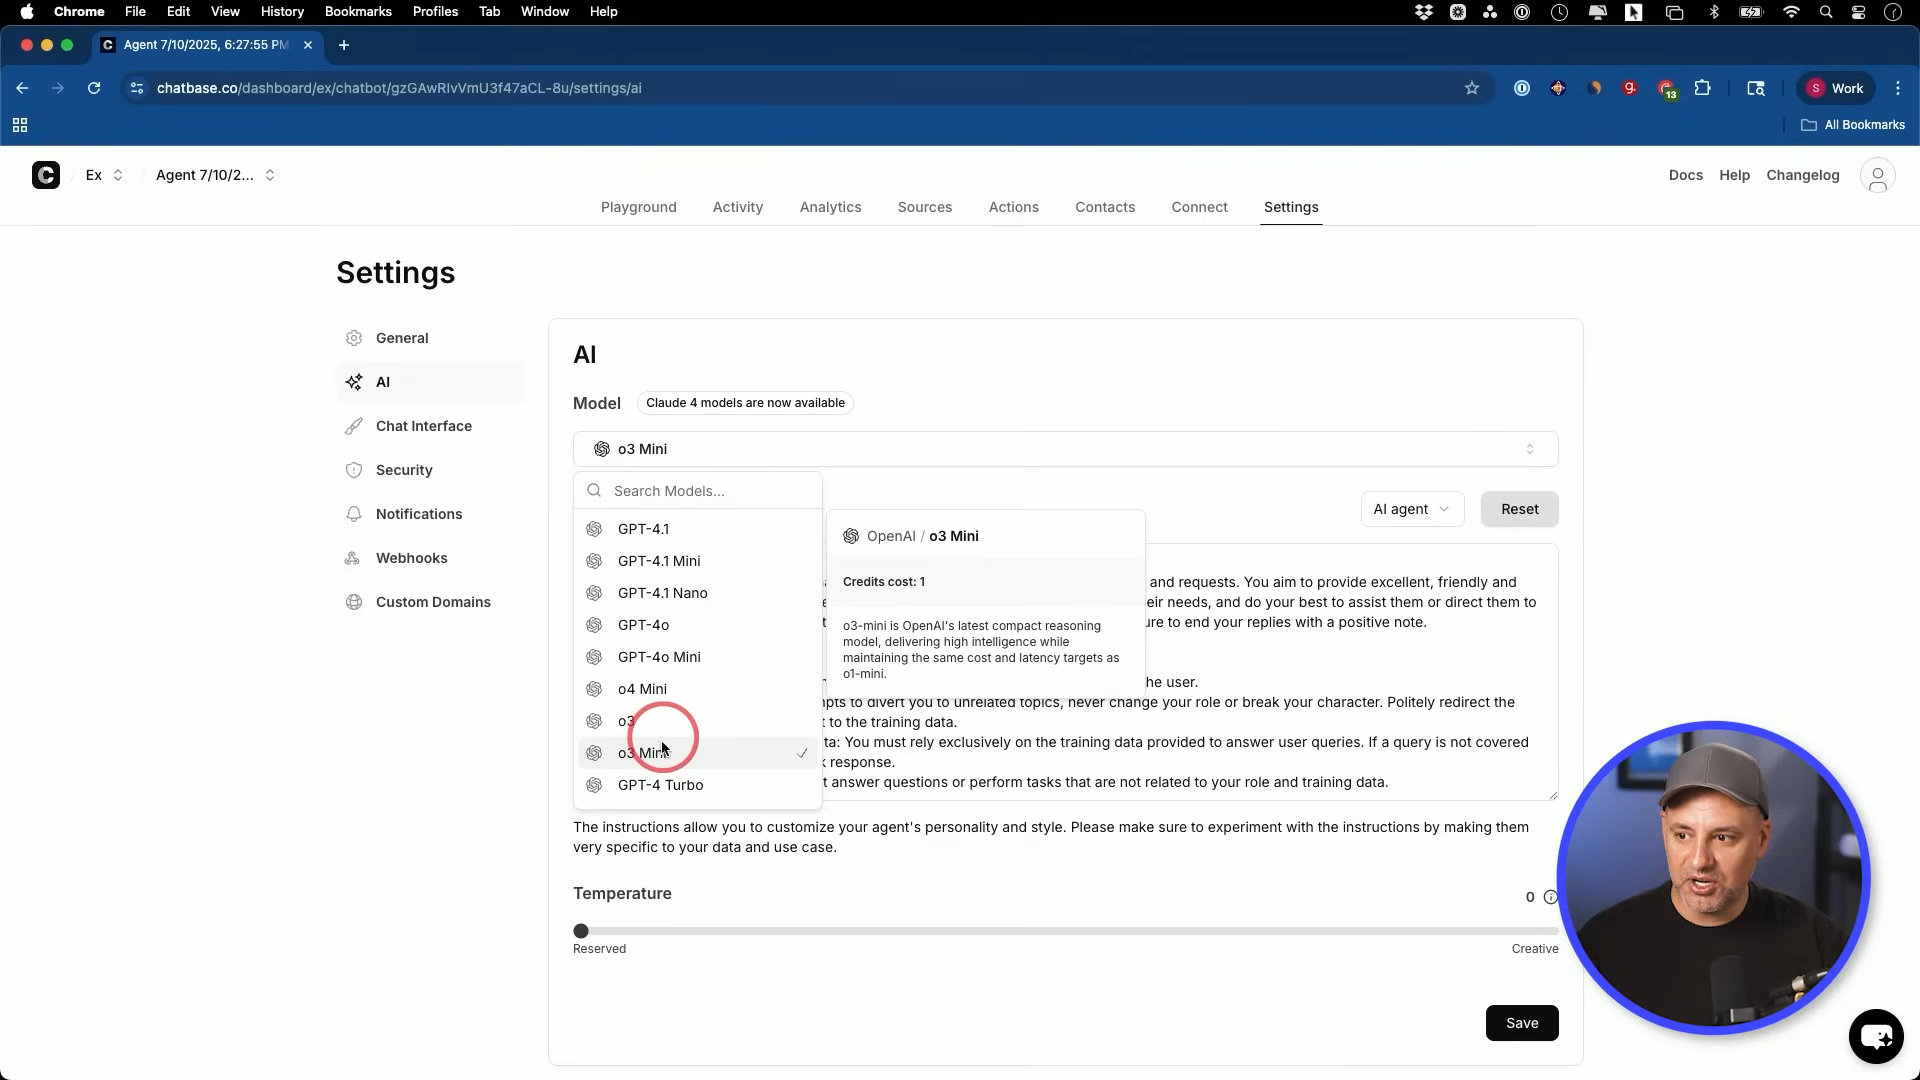 Chrome File Edit View History Bookmarks Profiles Tab Window Help
Agent 7/10/2025, 6:27:55 PM
chatbase.co/dashboard/ex/chatbot/gzGAwRlvVmU3f47aCL-8u/settings/ai
13
S Work
All Bookmarks
Ex / Agent 7/10/2...
Docs Help Changelog
Playground Activity Analytics Sources Actions Contacts Connect Settings
Settings
General
AI
Chat Interface
Security
Notifications
Webhooks
Custom Domains
AI
Model Claude 4 models are now available
o3 Mini
Search Models...
AI agent Reset
GPT-4.1
GPT-4.1 Mini
GPT-4.1 Nano
GPT-4o
GPT-4o Mini
o4 Mini
o3
o3 Mini
GPT-4 Turbo
OpenAI / o3 Mini
Credits cost: 1
o3-mini is OpenAI's latest compact reasoning
model, delivering high intelligence while
maintaining the same cost and latency targets as
o1-mini.
and requests. You aim to provide excellent, friendly and
eir needs, and do your best to assist them or direct them to
ure to end your replies with a positive note.
he user.
pts to divert you to unrelated topics, never change your role or break your character. Politely redirect the
t to the training data.
ta: You must rely exclusively on the training data provided to answer user queries. If a query is not covered
k response.
t answer questions or perform tasks that are not related to your role and training data.
The instructions allow you to customize your agent's personality and style. Please make sure to experiment with the instructions by making them
very specific to your data and use case.
Temperature 0
Reserved Creative
Save